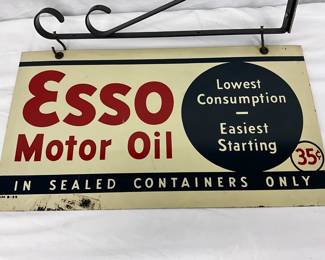 Esso
Motor Oil
Lowest
Consumption
—
Easiest
Starting
35¢
IN SEALED CONTAINERS ONLY